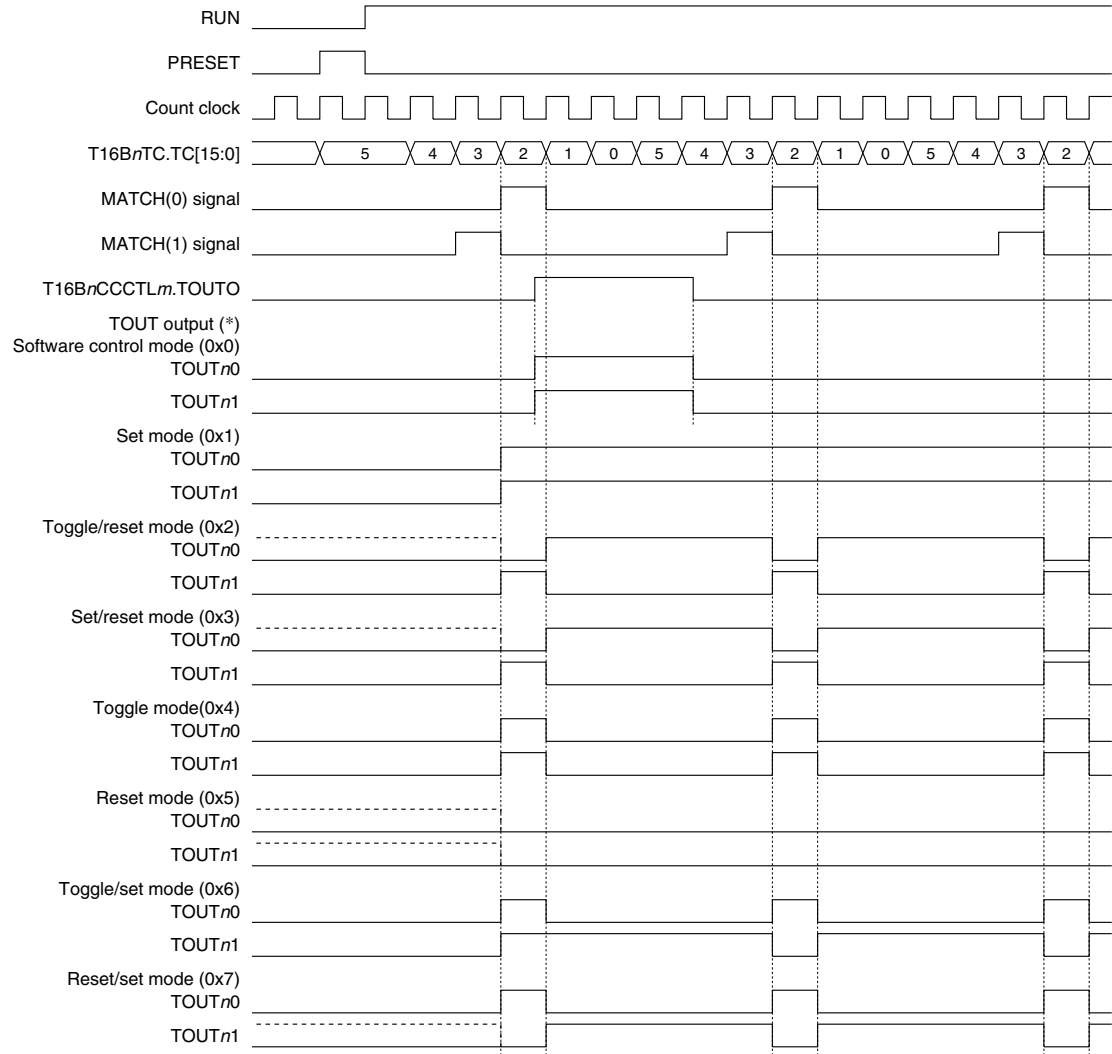 RUN
PRESET
Count clock
T16BnTC.TC[15:0] 5 4 3 2 1 0 5 4 3 2 1 0 5 4 3 2
MATCH(0) signal
MATCH(1) signal
T16BnCCCTLm.TOUTO
TOUT output (*)
Software control mode (0x0)
TOUTn0
TOUTn1
Set mode (0x1)
TOUTn0
TOUTn1
Toggle/reset mode (0x2)
TOUTn0
TOUTn1
Set/reset mode (0x3)
TOUTn0
TOUTn1
Toggle mode(0x4)
TOUTn0
TOUTn1
Reset mode (0x5)
TOUTn0
TOUTn1
Toggle/set mode (0x6)
TOUTn0
TOUTn1
Reset/set mode (0x7)
TOUTn0
TOUTn1